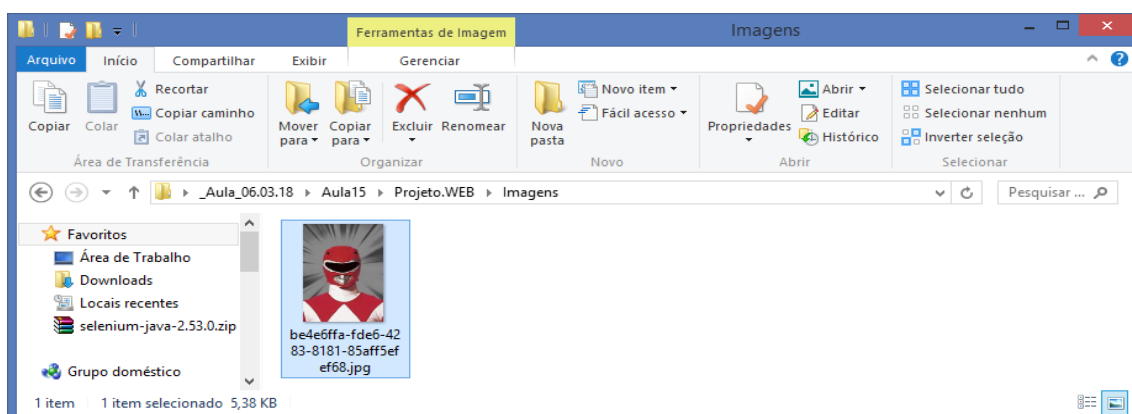 Ferramentas de Imagem
Imagens
Arquivo Início Compartilhar Exibir Gerenciar
Copiar
Colar
Recortar
Copiar caminho
Colar atalho
Área de Transferência
Mover para
Copiar para
Excluir
Renomear
Organizar
Nova pasta
Novo item
Fácil acesso
Novo
Propriedades
Abrir
Editar
Histórico
Abrir
Selecionar tudo
Selecionar nenhum
Inverter seleção
Selecionar
_Aula_06.03.18 Aula15 Projeto.WEB Imagens
Pesquisar ...
Favoritos
Área de Trabalho
Downloads
Locais recentes
selenium-java-2.53.0.zip
Grupo doméstico
be4e6ffa-fde6-42
83-8181-85aff5ef
ef68.jpg
1 item 1 item selecionado 5,38 KB